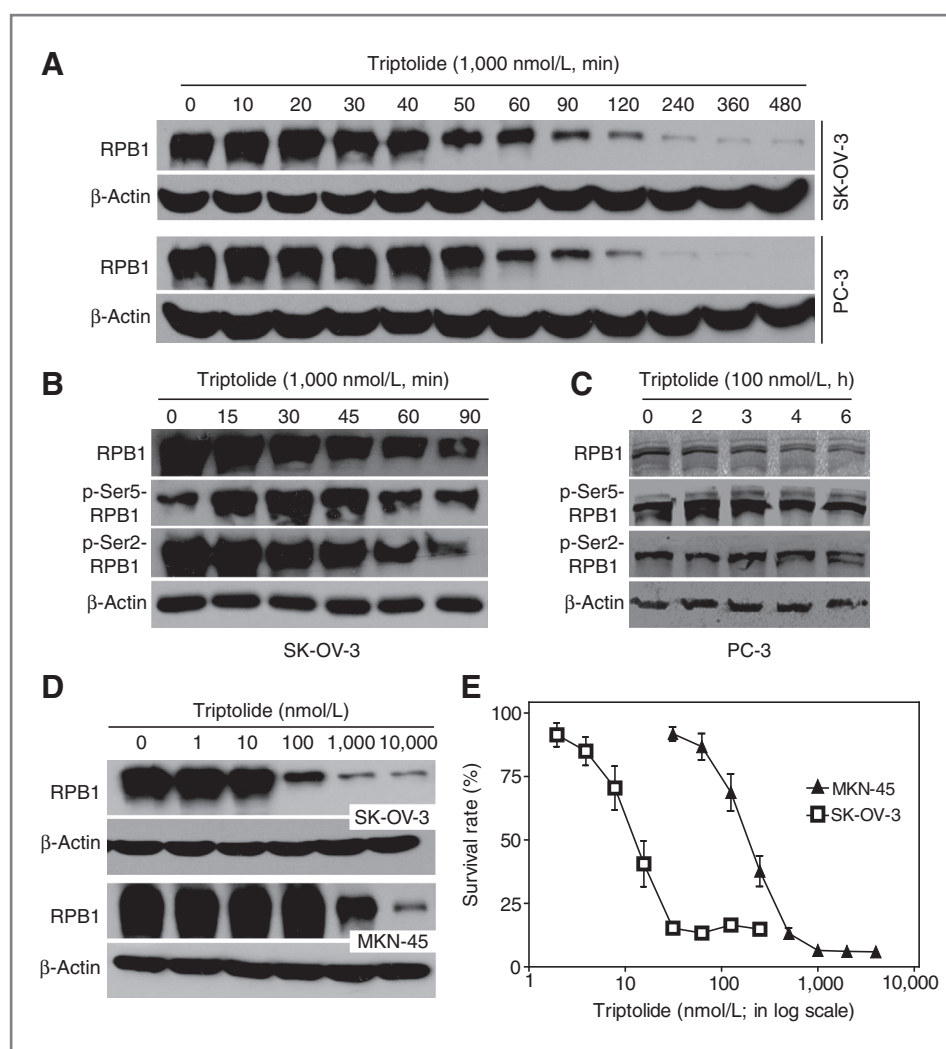 A
Triptolide (1,000 nmol/L, min)
0 10 20 30 40 50 60 90 120 240 360 480
RPB1
β-Actin
SK-OV-3
RPB1
β-Actin
PC-3
B
Triptolide (1,000 nmol/L, min)
0 15 30 45 60 90
RPB1
p-Ser5-
RPB1
p-Ser2-
RPB1
β-Actin
SK-OV-3
C
Triptolide (100 nmol/L, h)
0 2 3 4 6
RPB1
p-Ser5-
RPB1
p-Ser2-
RPB1
β-Actin
PC-3
D
Triptolide (nmol/L)
0 1 10 100 1,000 10,000
RPB1
SK-OV-3
β-Actin
RPB1
MKN-45
β-Actin
E
Survival rate (%)
100
75
50
25
0
MKN-45
SK-OV-3
1 10 100 1,000 10,000
Triptolide (nmol/L; in log scale)